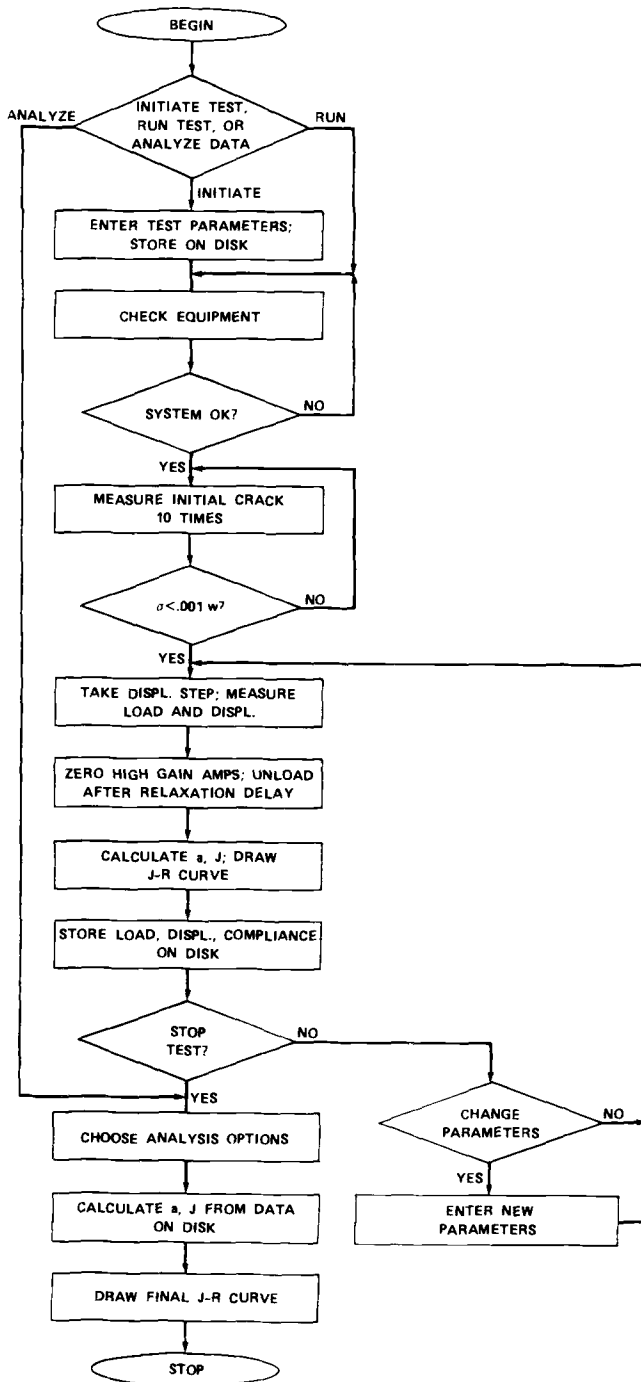 BEGIN
INITIATE TEST,
RUN TEST, OR
ANALYZE DATA
ANALYZE
RUN
INITIATE
ENTER TEST PARAMETERS;
STORE ON DISK
CHECK EQUIPMENT
SYSTEM OK?
NO
YES
MEASURE INITIAL CRACK
10 TIMES
σ<.001 w?
NO
YES
TAKE DISPL. STEP; MEASURE
LOAD AND DISPL.
ZERO HIGH GAIN AMPS; UNLOAD
AFTER RELAXATION DELAY
CALCULATE a, J; DRAW
J-R CURVE
STORE LOAD, DISPL., COMPLIANCE
ON DISK
STOP
TEST?
NO
YES
CHANGE
PARAMETERS
NO
YES
ENTER NEW
PARAMETERS
CHOOSE ANALYSIS OPTIONS
CALCULATE a, J FROM DATA
ON DISK
DRAW FINAL J-R CURVE
STOP